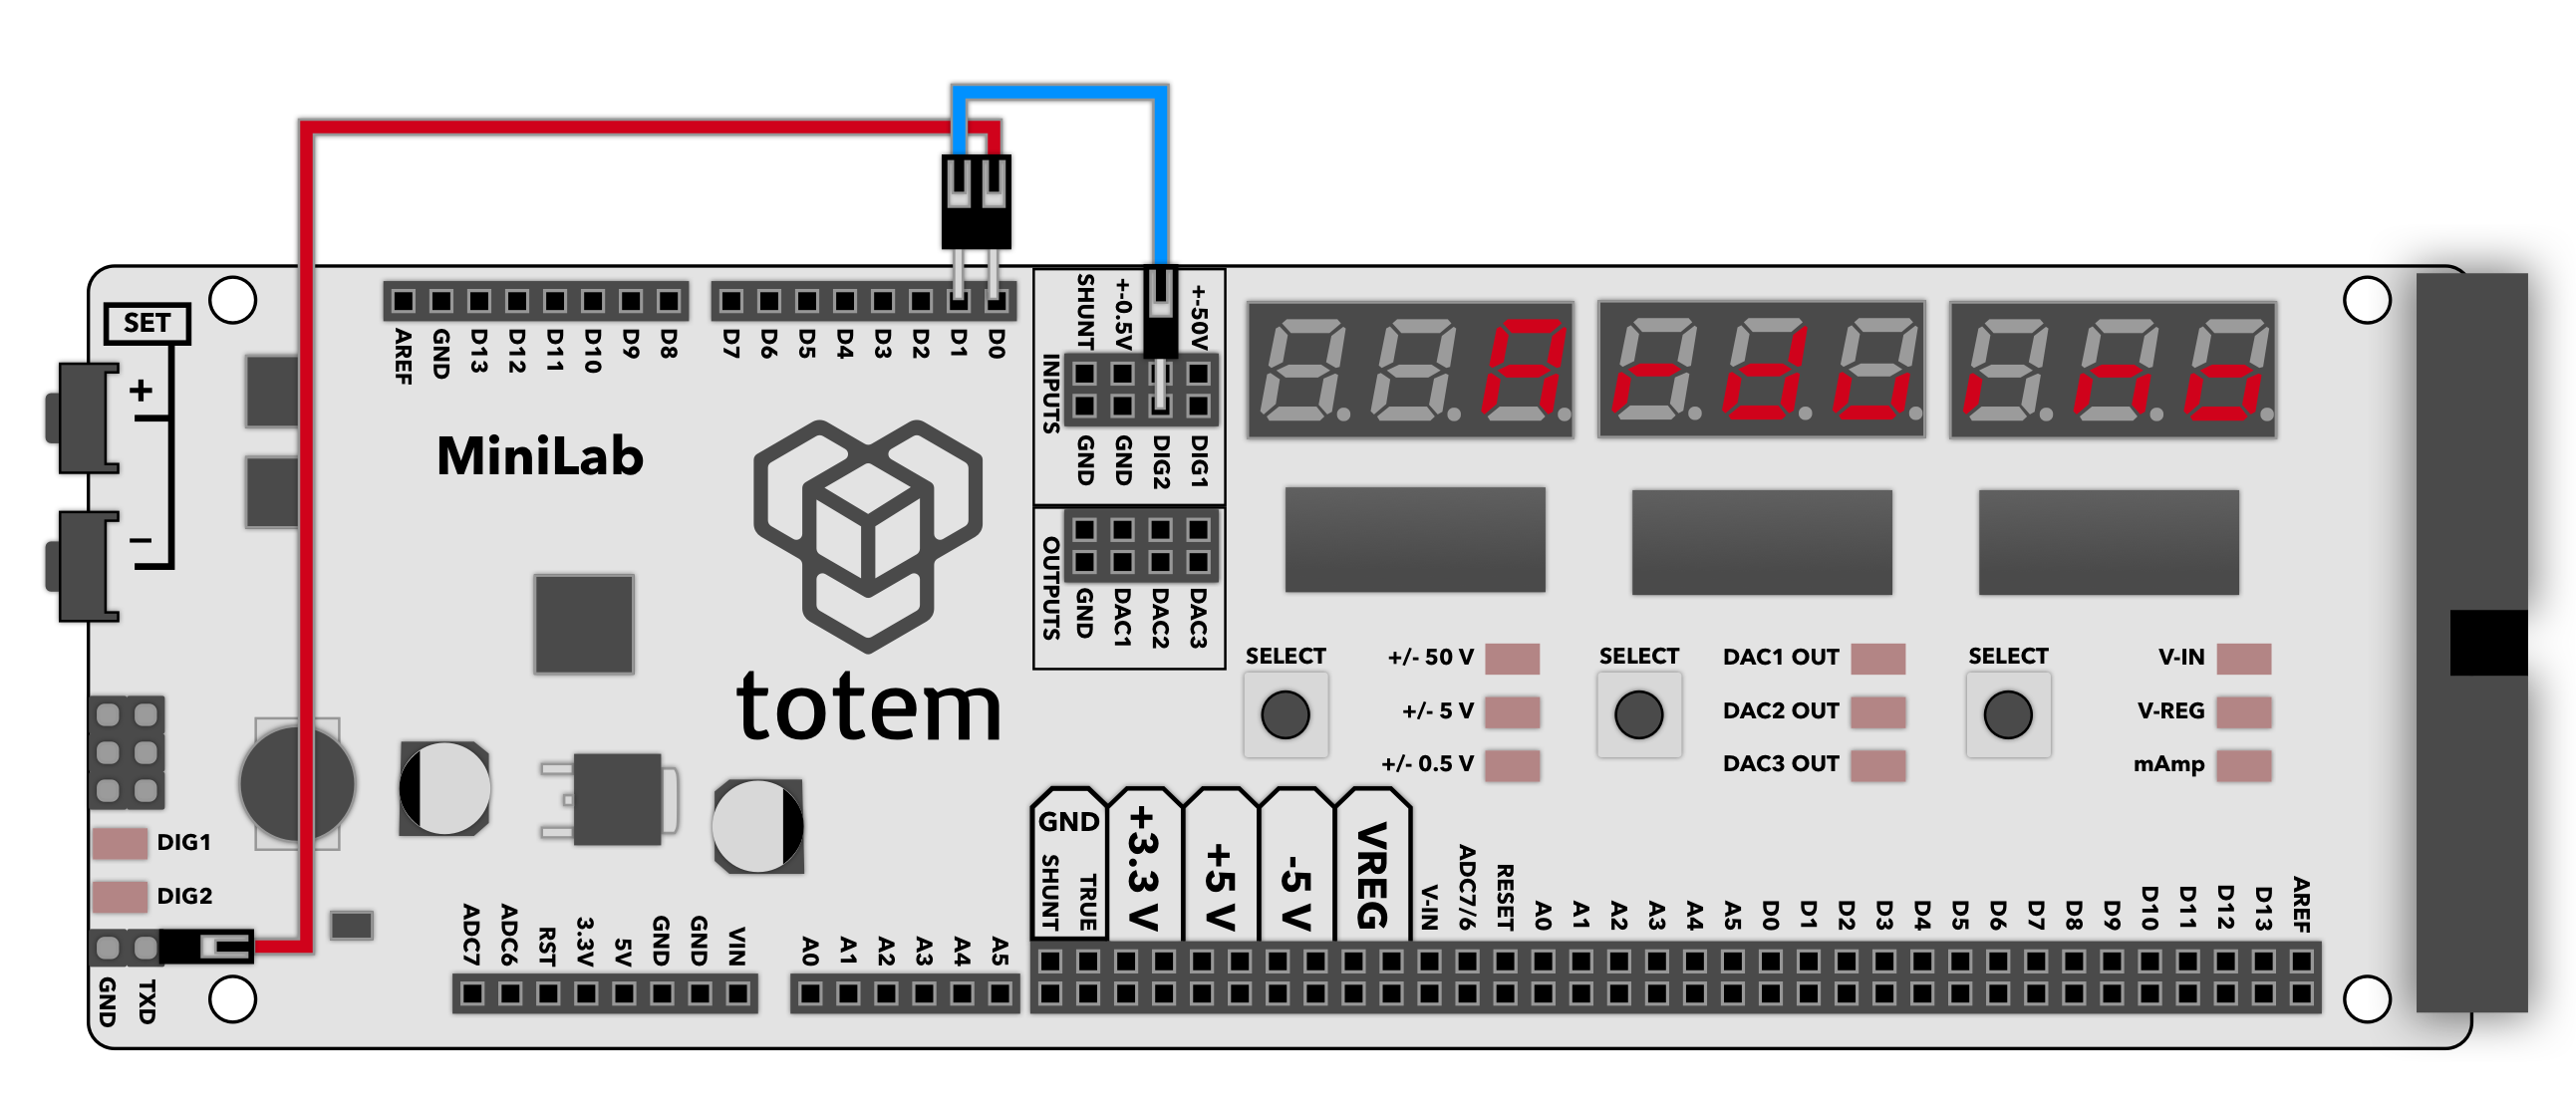 SET
+
−
AREF GND D13 D12 D11 D10 D9 D8
D7 D6 D5 D4 D3 D2 D1 D0
SHUNT +-0.5V +-50V
INPUTS
GND GND DIG2 DIG1
OUTPUTS
GND DAC1 DAC2 DAC3
Arduino
MiniLab
totem
SELECT
+/- 50 V
+/- 5 V
+/- 0.5 V
SELECT
DAC1 OUT
DAC2 OUT
DAC3 OUT
SELECT
V-IN
V-REG
mAmp
DIG1
DIG2
GND TXD
ADC7 ADC6 RST 3.3V 5V GND GND VIN
A0 A1 A2 A3 A4 A5
GND
SHUNT TRUE
+3.3 V
+5 V
-5 V
VREG
V-IN ADC7/6 RESET A0 A1 A2 A3 A4 A5 D0 D1 D2 D3 D4 D5 D6 D7 D8 D9 D10 D11 D12 D13 AREF